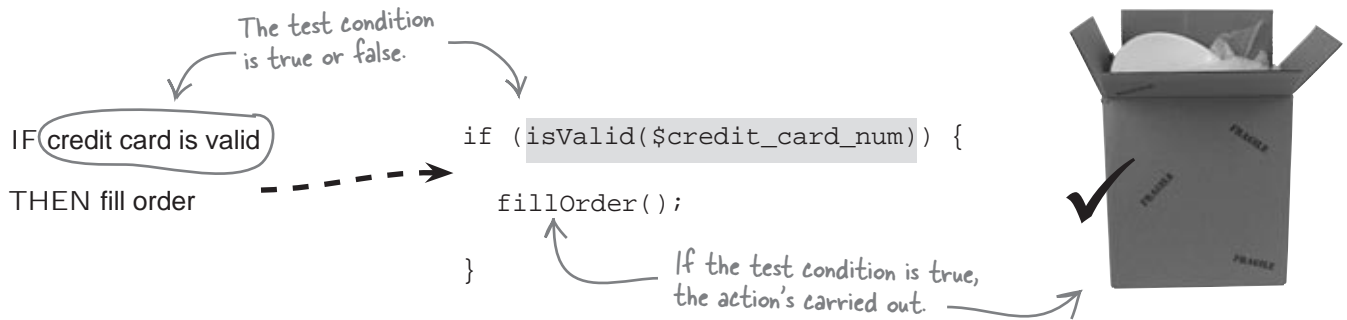 The test condition
is true or false.
IF credit card is valid
THEN fill order
if (isValid($credit_card_num)) {
fillOrder();
}
If the test condition is true,
the action's carried out.
FRAGILE
FRAGILE
FRAGILE